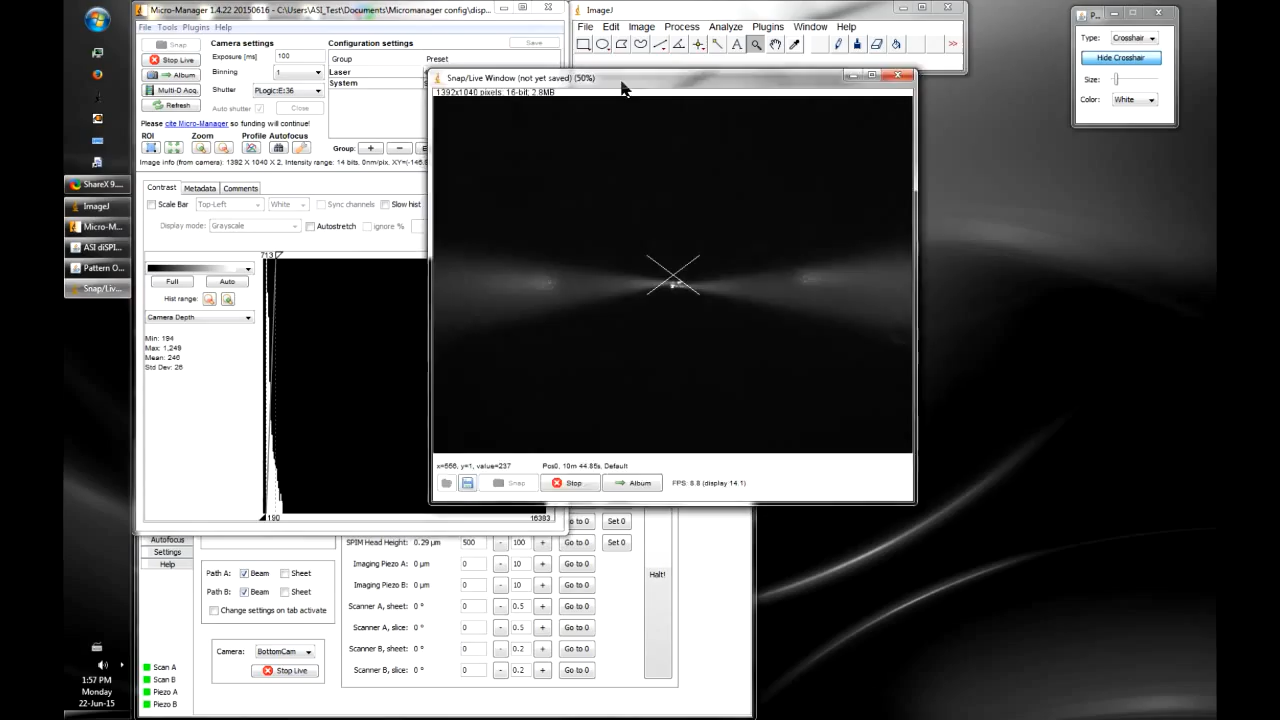 Micro-Manager 1.4.22 20150616 - C:\Users\ASI_Test\Documents\Micromanager config\disp...
File Tools Plugins Help
Snap
Stop Live
Album
Multi-D Acq.
Refresh
Camera settings
Exposure [ms] 100
Binning 1
Shutter PLogic:E:36
Auto shutter Close
Configuration settings
Save
Group Preset
Laser
System
Please cite Micro-Manager so funding will continue!
ROI Zoom Profile Autofocus
Group: + -
Image info (from camera): 1392 X 1040 X 2, Intensity range: 14 bits, 0nm/pix, XY=(-146.9
Contrast Metadata Comments
Scale Bar Top-Left White Sync channels Slow hist
Display mode: Grayscale Autostretch ignore %
713
Full Auto
Hist range:
Camera Depth
Min: 194
Max: 1,249
Mean: 246
Std Dev: 26
190 16383
ImageJ
File Edit Image Process Analyze Plugins Window Help
A
>>
P...
Type: Crosshair
Hide Crosshair
Size:
Color: White
Snap/Live Window (not yet saved) (50%)
1392x1040 pixels; 16-bit; 2.8MB
x=556, y=1, value=237 Pos0, 10m 44.85s, Default
Snap Stop Album FPS: 8.8 (display 14.1)
ShareX 9....
ImageJ
Micro-M...
ASI diSPI...
Pattern O...
Snap/Liv...
Autofocus
Settings
Help
Path A: Beam Sheet
Path B: Beam Sheet
Change settings on tab activate
Camera: BottomCam
Stop Live
Go to 0 Set 0
SPIM Head Height: 0.29 µm 500 - 100 + Go to 0 Set 0
Imaging Piezo A: 0 µm 0 - 10 + Go to 0
Imaging Piezo B: 0 µm 0 - 10 + Go to 0
Scanner A, sheet: 0 ° 0 - 0.5 + Go to 0
Scanner A, slice: 0 ° 0 - 0.5 + Go to 0
Scanner B, sheet: 0 ° 0 - 0.2 + Go to 0
Scanner B, slice: 0 ° 0 - 0.2 + Go to 0
Halt!
Scan A
Scan B
Piezo A
Piezo B
1:57 PM
Monday
22-Jun-15